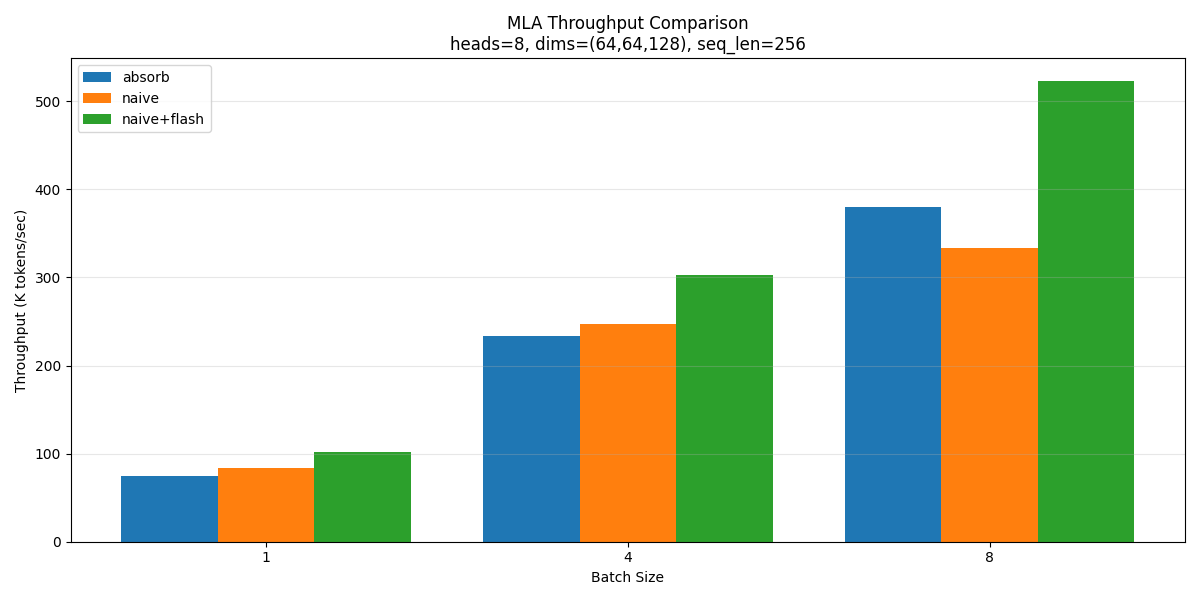 MLA Throughput Comparison
heads=8, dims=(64,64,128), seq_len=256
absorb
naive
naive+flash
Throughput (K tokens/sec)
500
400
300
200
100
0
1 4 8
Batch Size